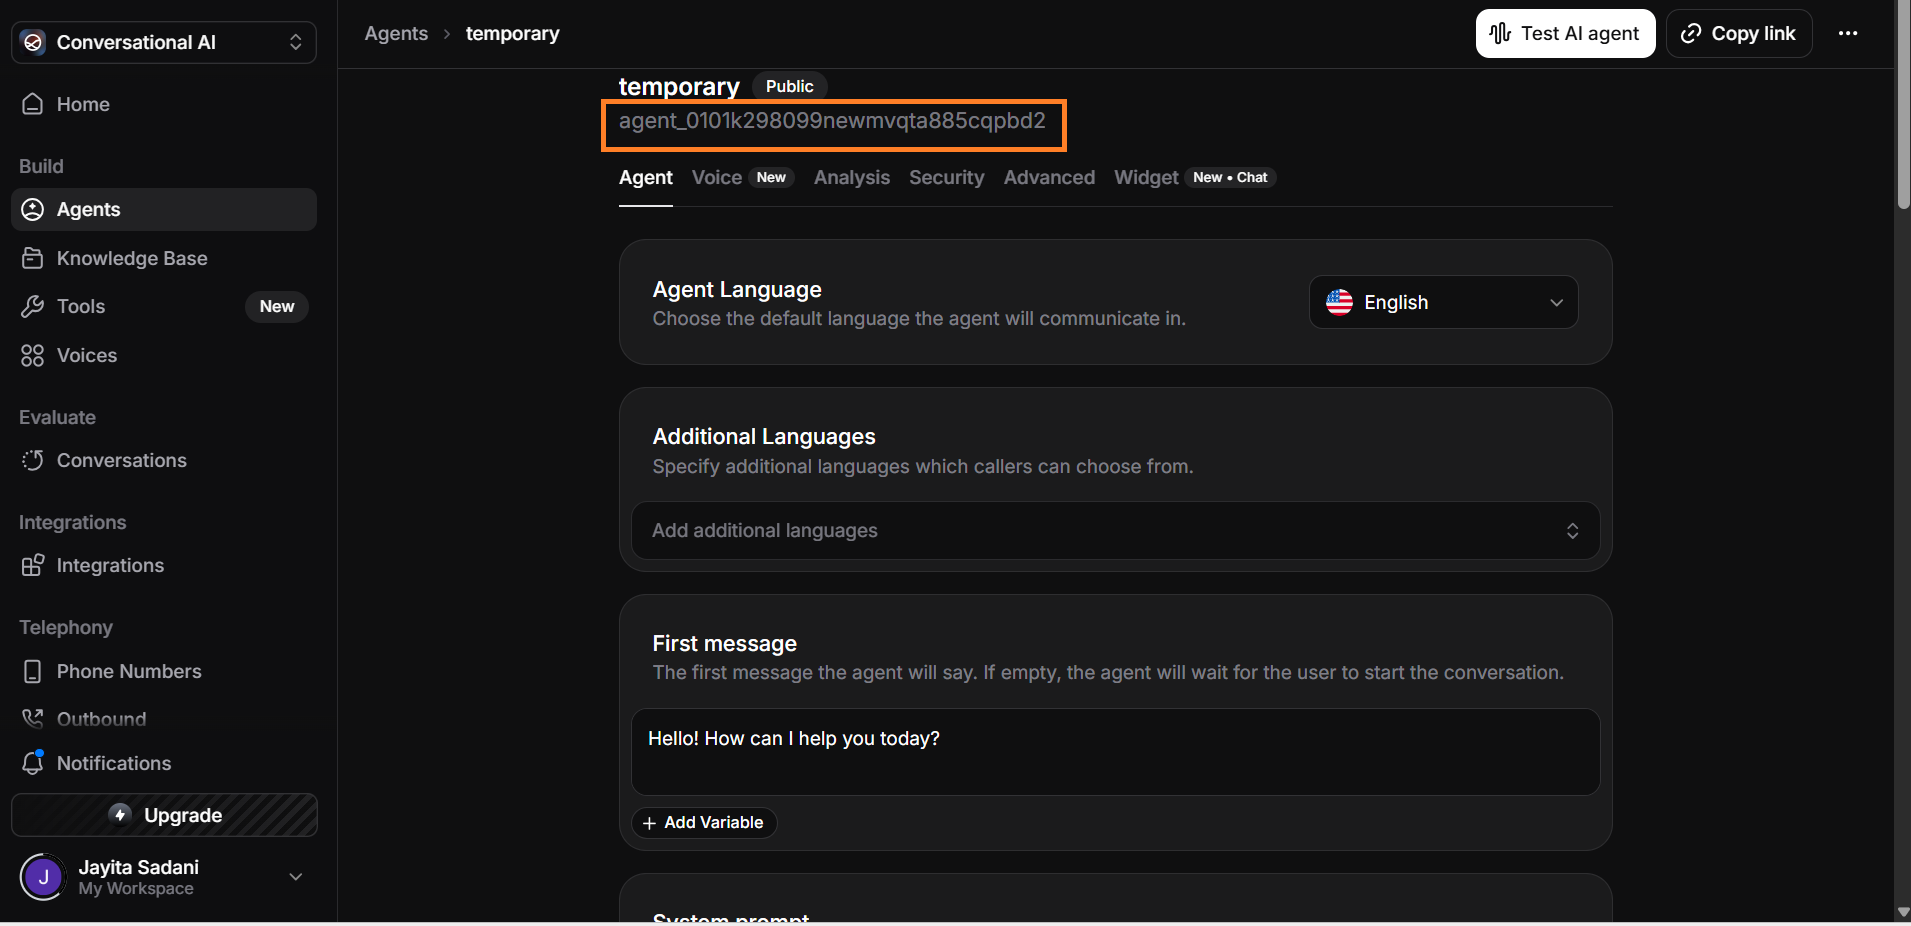 Conversational AI
Home
Build
Agents
Knowledge Base
Tools New
Voices
Evaluate
Conversations
Integrations
Integrations
Telephony
Phone Numbers
Outbound
Notifications
Upgrade
J
Jayita Sadani
My Workspace
Agents > temporary
Test AI agent
Copy link
temporary Public
agent_0101k298099newmvqta885cqpbd2
Agent Voice New Analysis Security Advanced Widget New • Chat
Agent Language
Choose the default language the agent will communicate in.
English
Additional Languages
Specify additional languages which callers can choose from.
Add additional languages
First message
The first message the agent will say. If empty, the agent will wait for the user to start the conversation.
Hello! How can I help you today?
+ Add Variable
System prompt